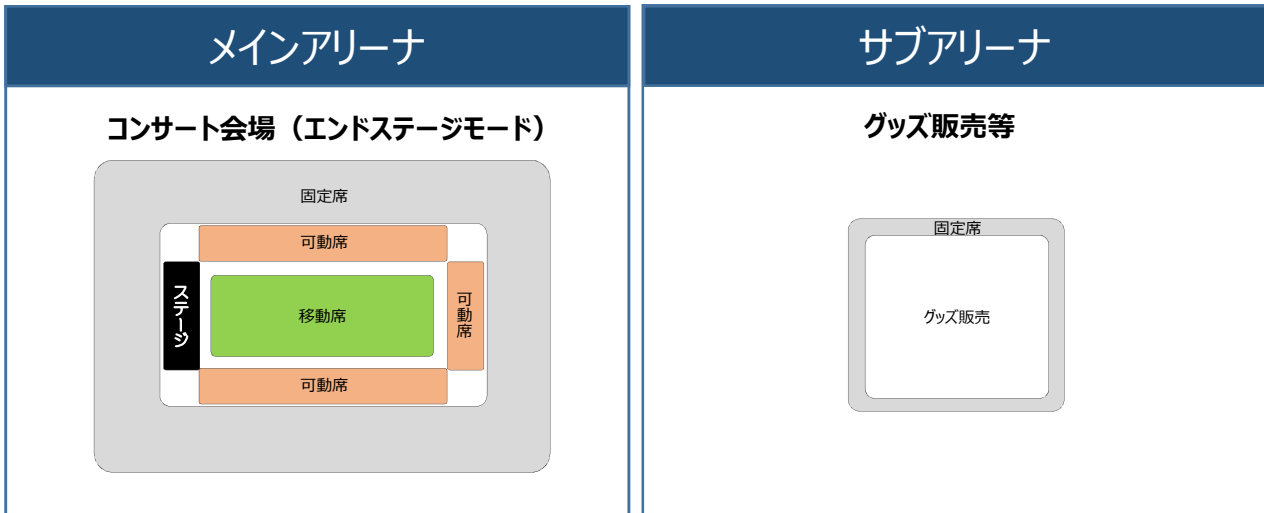 メインアリーナ
コンサート会場（エンドステージモード）
固定席
可動席
ステージ
移動席
可動席
可動席
サブアリーナ
グッズ販売等
固定席
グッズ販売